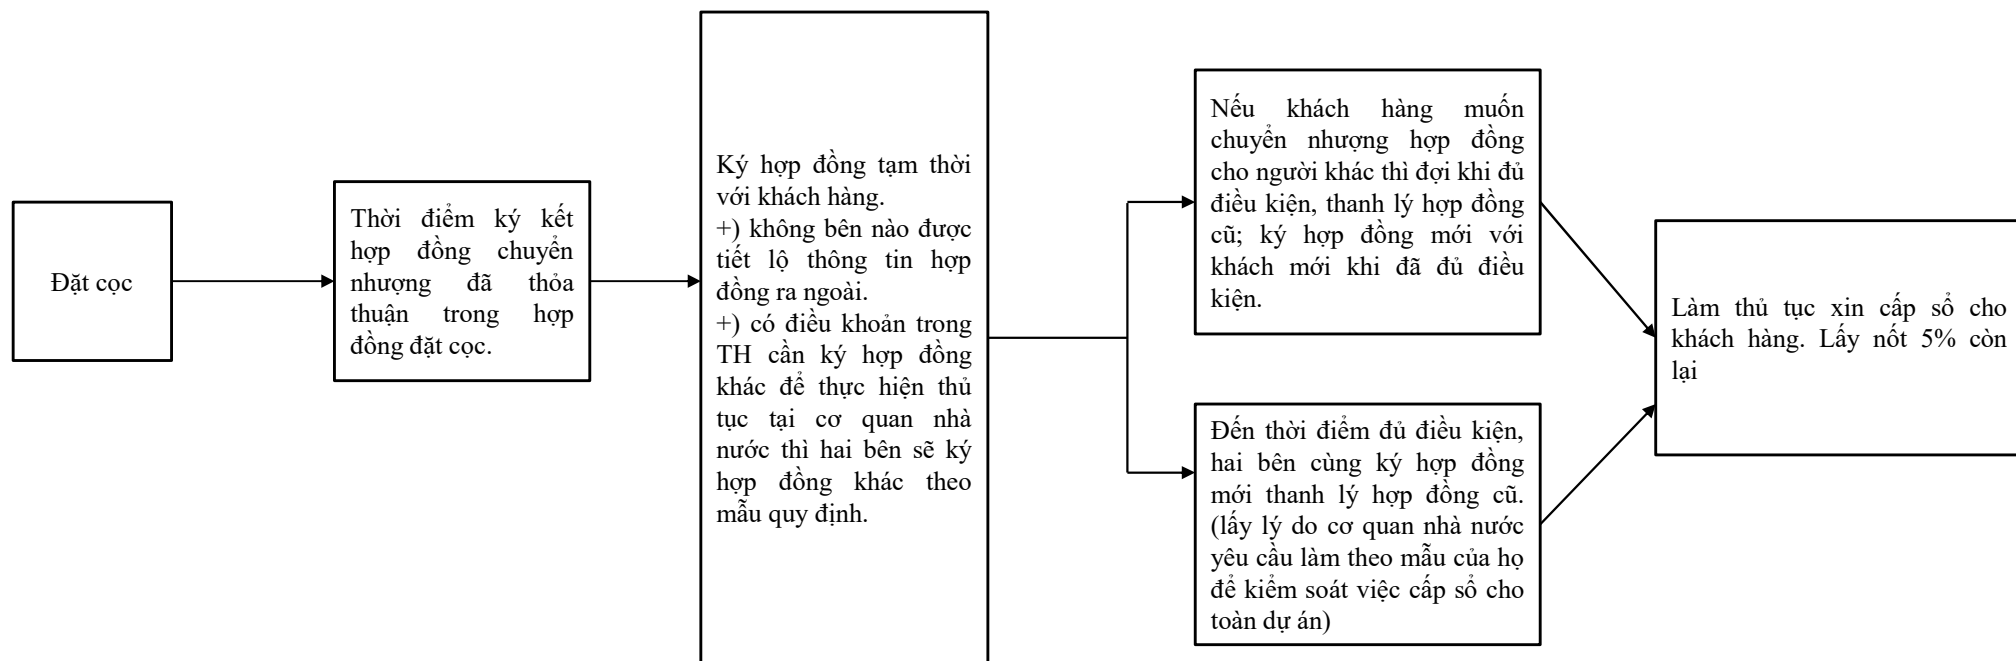 Đặt cọc
Thời điểm ký kết
hợp đồng chuyển
nhượng đã thỏa
thuận trong hợp
đồng đặt cọc.
Ký hợp đồng tạm thời
với khách hàng.
+) không bên nào được
tiết lộ thông tin hợp
đồng ra ngoài.
+) có điều khoản trong
TH cần ký hợp đồng
khác để thực hiện thủ
tục tại cơ quan nhà
nước thì hai bên sẽ ký
hợp đồng khác theo
mẫu quy định.
Nếu khách hàng muốn
chuyển nhượng hợp đồng
cho người khác thì đợi khi đủ
điều kiện, thanh lý hợp đồng
cũ; ký hợp đồng mới với
khách mới khi đã đủ điều
kiện.
Đến thời điểm đủ điều kiện,
hai bên cùng ký hợp đồng
mới thanh lý hợp đồng cũ.
(lấy lý do cơ quan nhà nước
yêu cầu làm theo mẫu của họ
để kiểm soát việc cấp sổ cho
toàn dự án)
Làm thủ tục xin cấp sổ cho
khách hàng. Lấy nốt 5% còn
lại